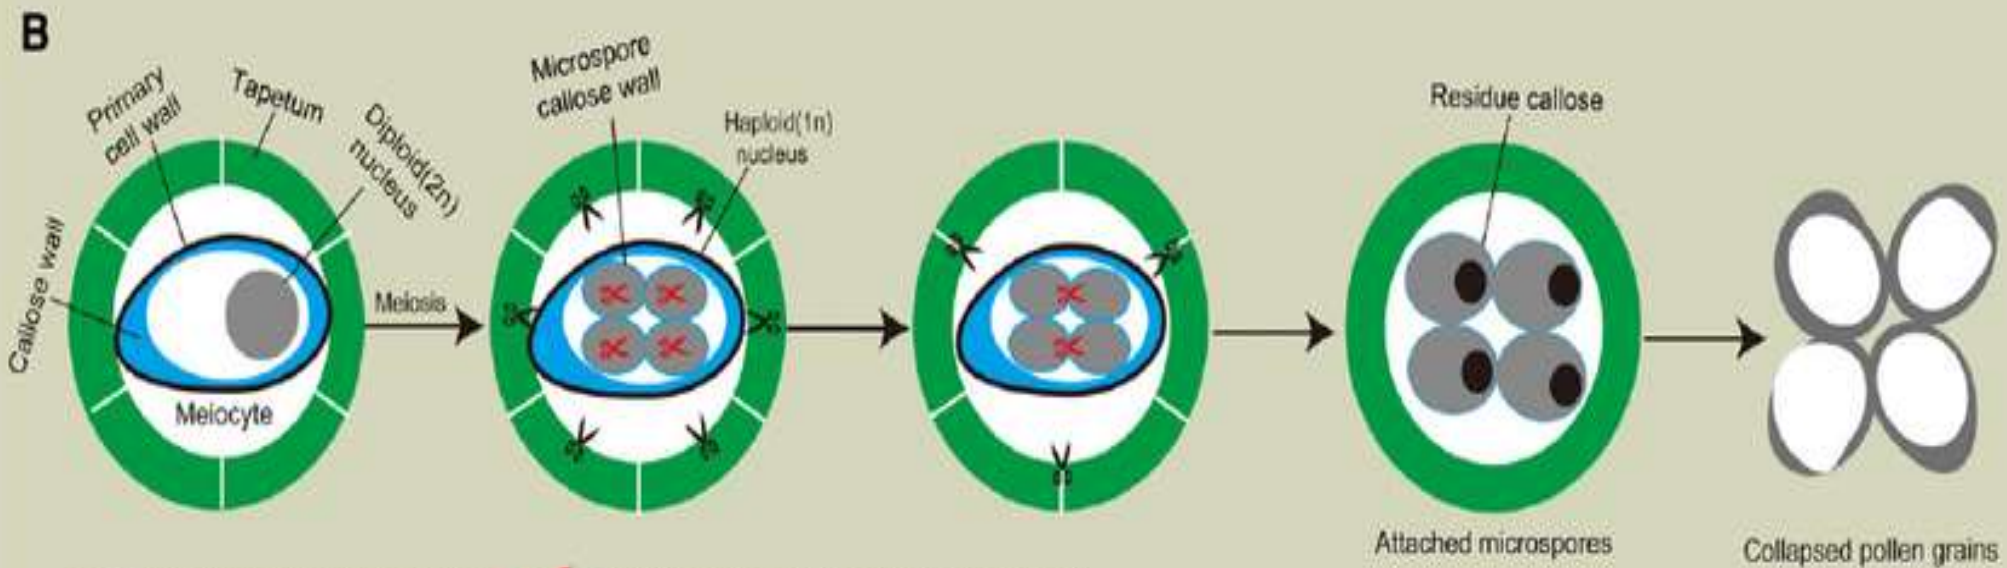 B
Primary
cell wall
Tapetum
Diploid(2n)
nucleus
Callose wall
Meiocyte
Meiosis
Microspore
callose wall
Haploid(1n)
nucleus
Residue callose
Attached microspores
Collapsed pollen grains